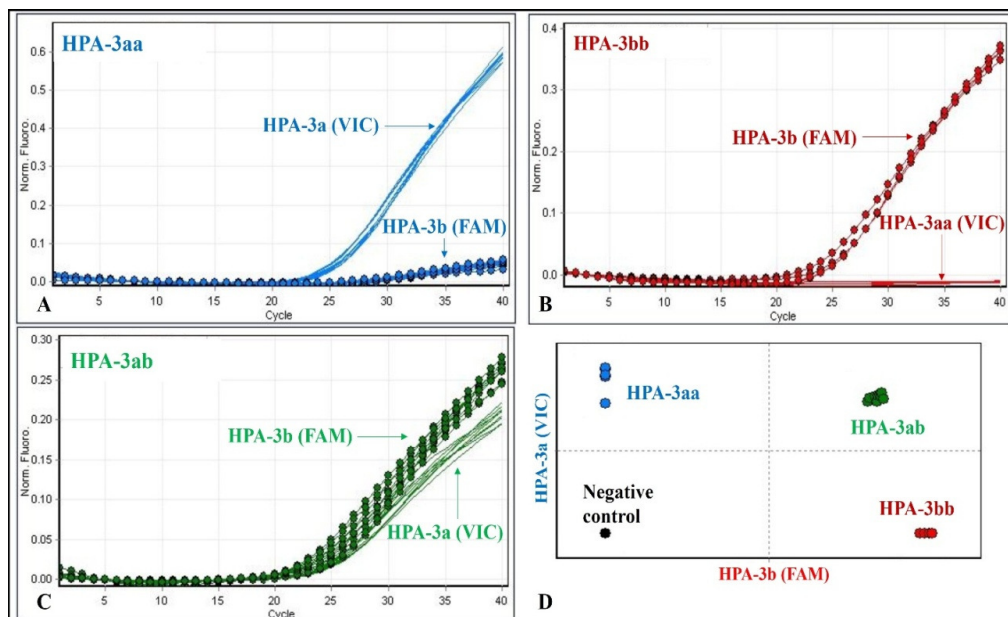 HPA-3aa
HPA-3a (VIC)
HPA-3b (FAM)
Norm. Fluoro.
0.6
0.5
0.4
0.3
0.2
0.1
0.0
5
10
15
20
25
30
35
40
Cycle
A
HPA-3bb
HPA-3b (FAM)
HPA-3aa (VIC)
Norm. Fluoro.
0.4
0.3
0.2
0.1
0.0
5
10
15
20
25
30
35
40
Cycle
B
HPA-3ab
HPA-3b (FAM)
HPA-3a (VIC)
Norm. Fluoro.
0.30
0.25
0.20
0.15
0.10
0.05
0.00
5
10
15
20
25
30
35
40
Cycle
C
HPA-3a (VIC)
HPA-3aa
HPA-3ab
Negative
control
HPA-3bb
HPA-3b (FAM)
D